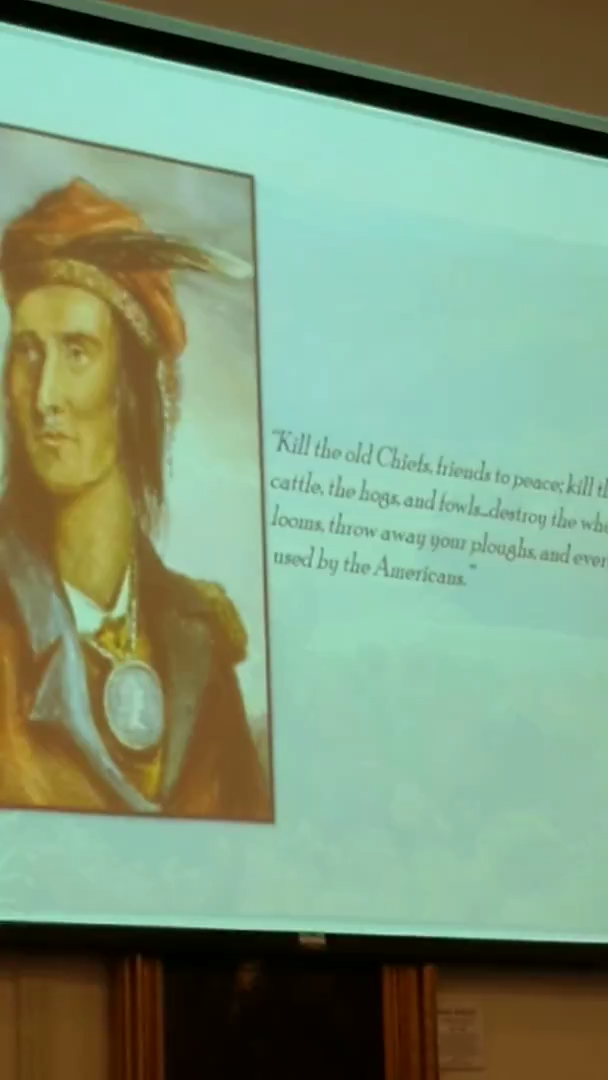 "Kill the old Chiefs, friends to peace; kill
cattle, the hogs, and fowls...destroy the
looms, throw away your ploughs, and
used by the Americans."